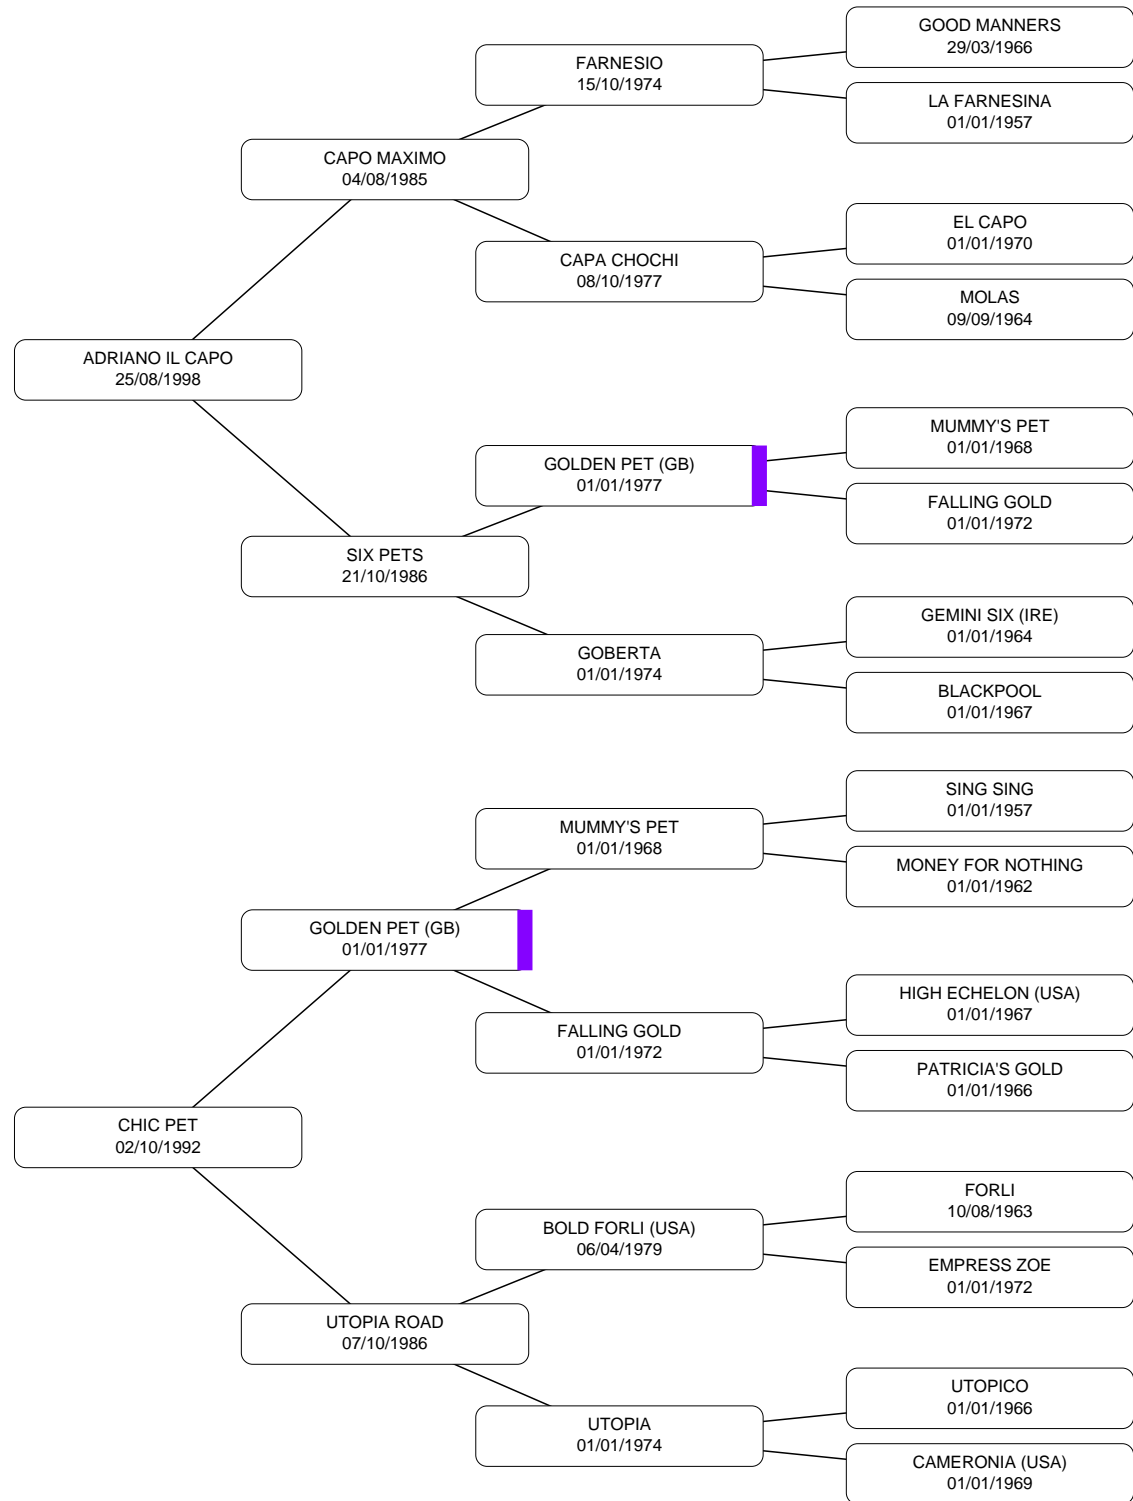 GOOD MANNERS
29/03/1966
FARNESIO
15/10/1974
LA FARNESINA
01/01/1957
CAPO MAXIMO
04/08/1985
EL CAPO
01/01/1970
CAPA CHOCHI
08/10/1977
MOLAS
09/09/1964
ADRIANO IL CAPO
25/08/1998
MUMMY'S PET
01/01/1968
GOLDEN PET (GB)
01/01/1977
FALLING GOLD
01/01/1972
SIX PETS
21/10/1986
GEMINI SIX (IRE)
01/01/1964
GOBERTA
01/01/1974
BLACKPOOL
01/01/1967
SING SING
01/01/1957
MUMMY'S PET
01/01/1968
MONEY FOR NOTHING
01/01/1962
GOLDEN PET (GB)
01/01/1977
HIGH ECHELON (USA)
01/01/1967
FALLING GOLD
01/01/1972
PATRICIA'S GOLD
01/01/1966
CHIC PET
02/10/1992
FORLI
10/08/1963
BOLD FORLI (USA)
06/04/1979
EMPRESS ZOE
01/01/1972
UTOPIA ROAD
07/10/1986
UTOPICO
01/01/1966
UTOPIA
01/01/1974
CAMERONIA (USA)
01/01/1969